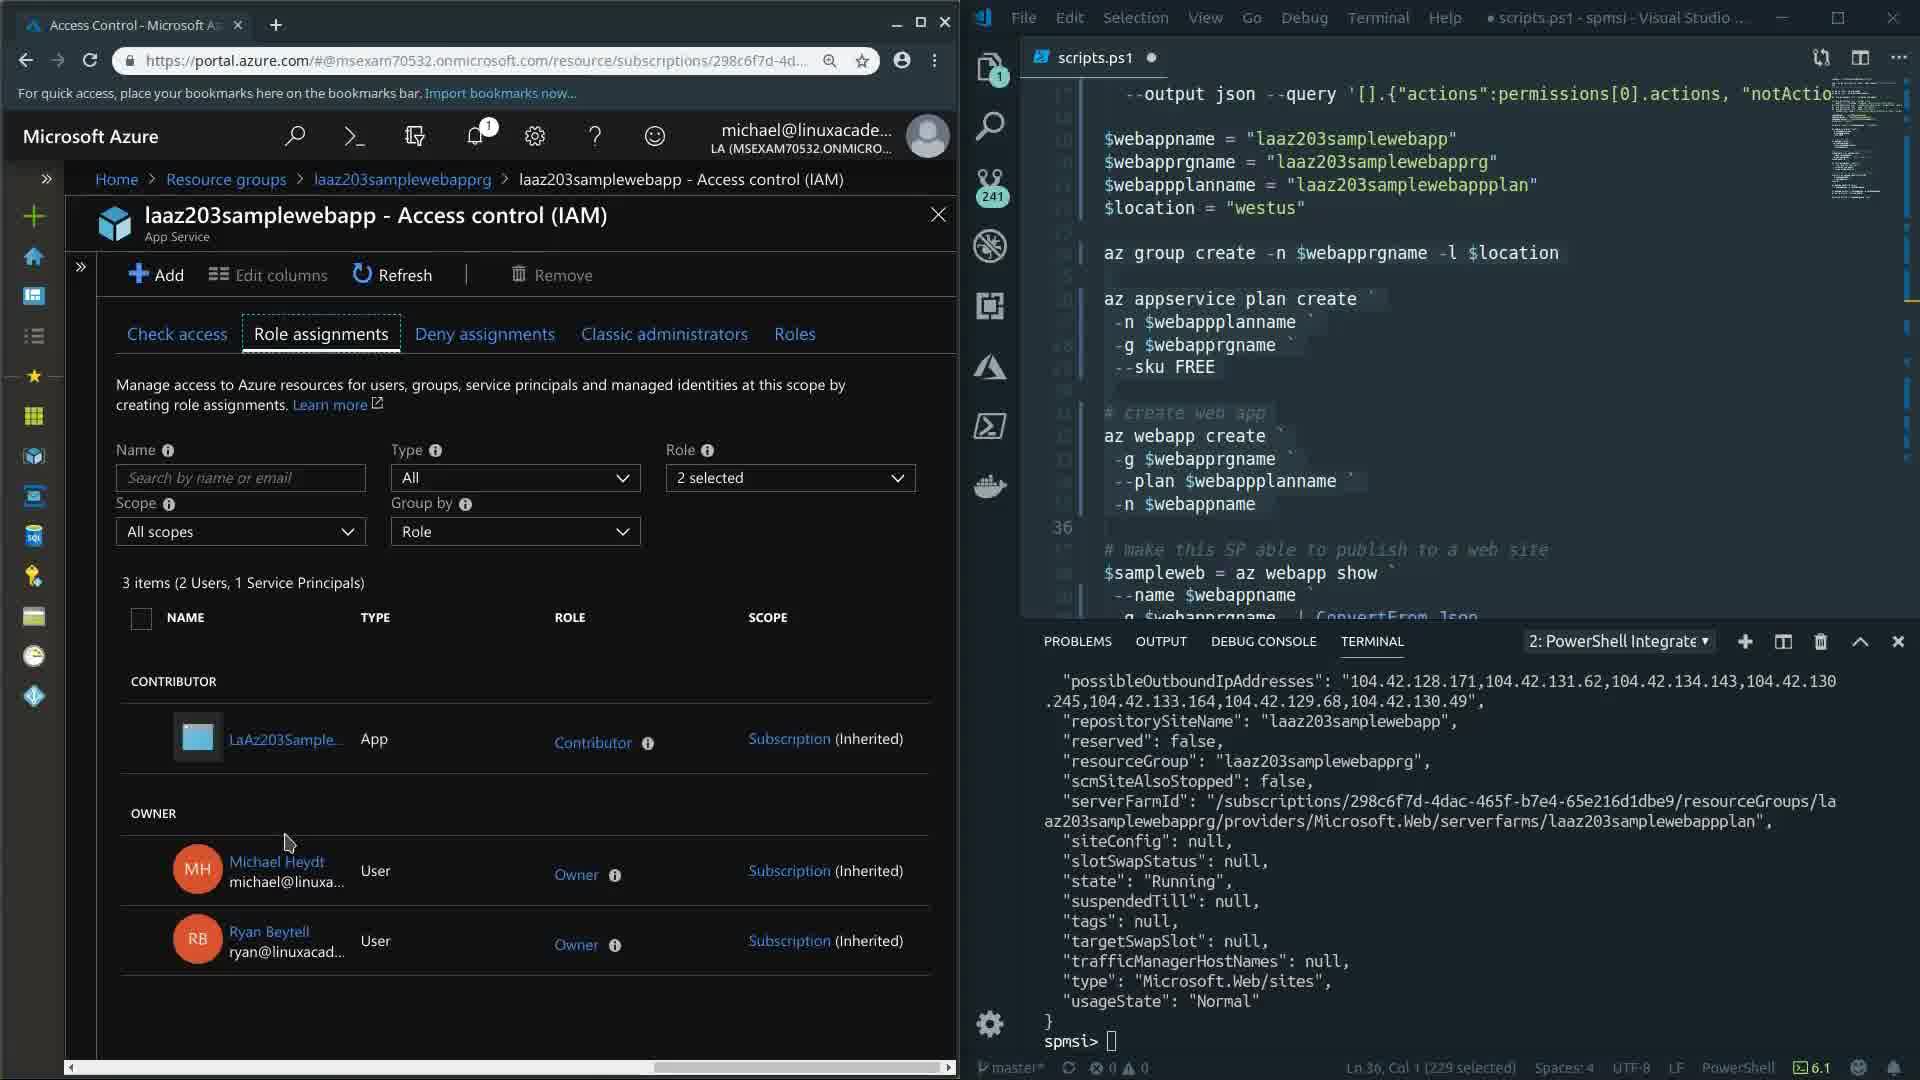 Access Control - Microsoft Az
https://portal.azure.com/#@msexam70532.onmicrosoft.com/resource/subscriptions/298c6f7d-4d...
For quick access, place your bookmarks here on the bookmarks bar. Import bookmarks now...
Microsoft Azure
1
michael@linuxacade...
LA (MSEXAM70532.ONMICRO...
Home > Resource groups > laaz203samplewebapprg > laaz203samplewebapp - Access control (IAM)
laaz203samplewebapp - Access control (IAM)
App Service
Add
Edit columns
Refresh
Remove
Check access
Role assignments
Deny assignments
Classic administrators
Roles
Manage access to Azure resources for users, groups, service principals and managed identities at this scope by
creating role assignments. Learn more
Name
Type
Role
Search by name or email
All
2 selected
Scope
Group by
All scopes
Role
3 items (2 Users, 1 Service Principals)
NAME TYPE ROLE SCOPE
CONTRIBUTOR
LaAz203Sample... App Contributor Subscription (Inherited)
OWNER
MH
Michael Heydt
michael@linuxa...
User Owner Subscription (Inherited)
RB
Ryan Beytell
ryan@linuxacad...
User Owner Subscription (Inherited)
SQL
File Edit Selection View Go Debug Terminal Help ● scripts.ps1 - spmsi - Visual Studio ...
scripts.ps1
1
241
--output json --query '[].{"actions":permissions[0].actions, "notActio
$webappname = "laaz203samplewebapp"
$webapprgname = "laaz203samplewebapprg"
$webappplanname = "laaz203samplewebappplan"
$location = "westus"
az group create -n $webapprgname -l $location
az appservice plan create `
-n $webappplanname `
-g $webapprgname `
--sku FREE
# create web app
az webapp create `
-g $webapprgname `
--plan $webappplanname `
-n $webappname
36
# make this SP able to publish to a web site
$sampleweb = az webapp show `
--name $webappname `
-g $webapprgname | ConvertFrom-Json
PROBLEMS OUTPUT DEBUG CONSOLE TERMINAL
2: PowerShell Integrate
"possibleOutboundIpAddresses": "104.42.128.171,104.42.131.62,104.42.134.143,104.42.130
.245,104.42.133.164,104.42.129.68,104.42.130.49",
"repositorySiteName": "laaz203samplewebapp",
"reserved": false,
"resourceGroup": "laaz203samplewebapprg",
"scmSiteAlsoStopped": false,
"serverFarmId": "/subscriptions/298c6f7d-4dac-465f-b7e4-65e216d1dbe9/resourceGroups/la
az203samplewebapprg/providers/Microsoft.Web/serverfarms/laaz203samplewebappplan",
"siteConfig": null,
"slotSwapStatus": null,
"state": "Running",
"suspendedTill": null,
"tags": null,
"targetSwapSlot": null,
"trafficManagerHostNames": null,
"type": "Microsoft.Web/sites",
"usageState": "Normal"
}
spmsi>
master* 0 0 Ln 36, Col 1 (229 selected) Spaces: 4 UTF-8 LF PowerShell 6.1